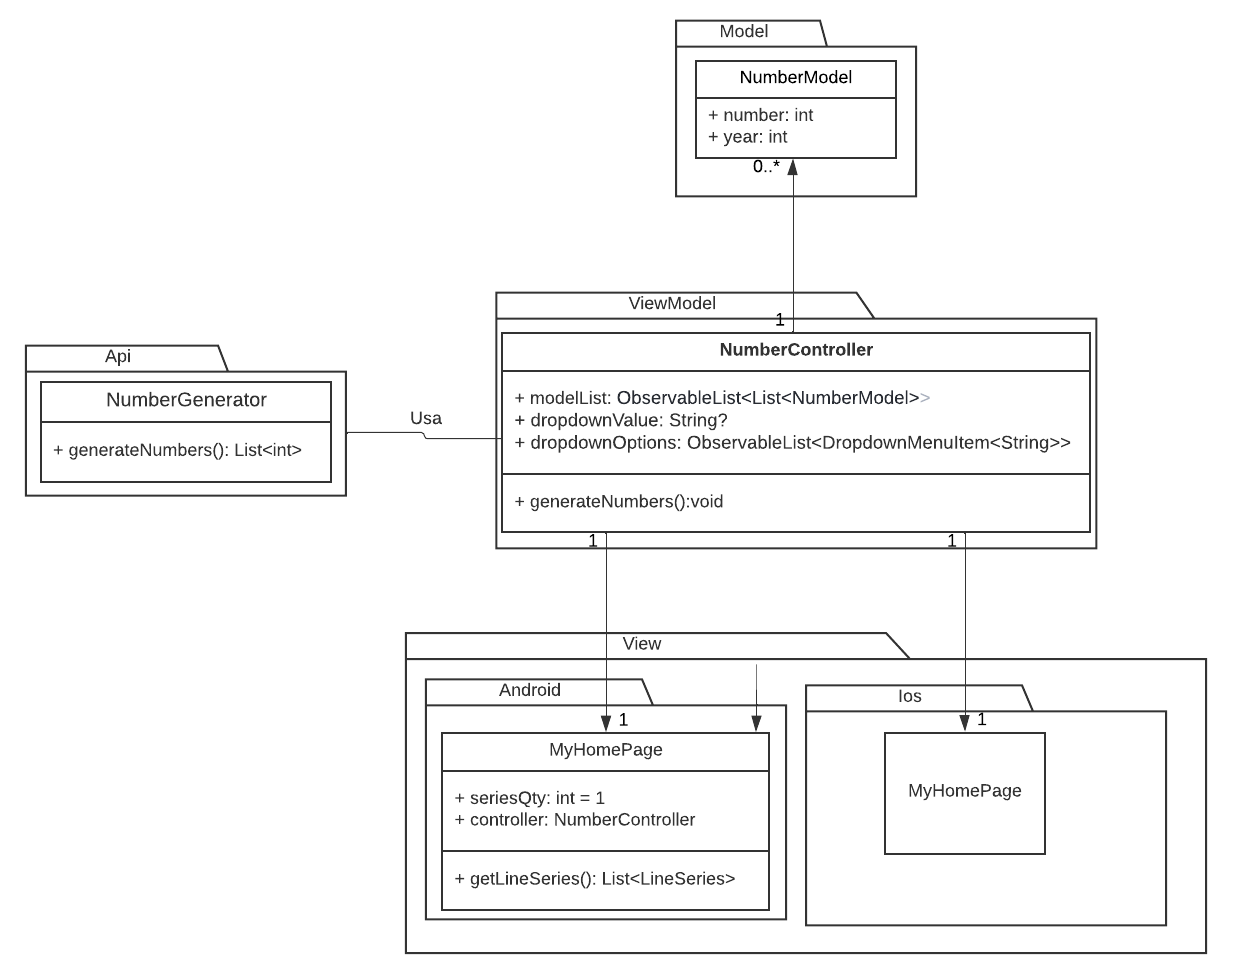 Model
NumberModel
+ number: int
+ year: int
0..*
ViewModel
1
NumberController
+ modelList: ObservableList<List<NumberModel>>
+ dropdownValue: String?
+ dropdownOptions: ObservableList<DropdownMenuItem<String>>
+ generateNumbers():void
1
1
Api
NumberGenerator
+ generateNumbers(): List<int>
Usa
View
Android
1
MyHomePage
+ seriesQty: int = 1
+ controller: NumberController
+ getLineSeries(): List<LineSeries>
Ios
1
MyHomePage